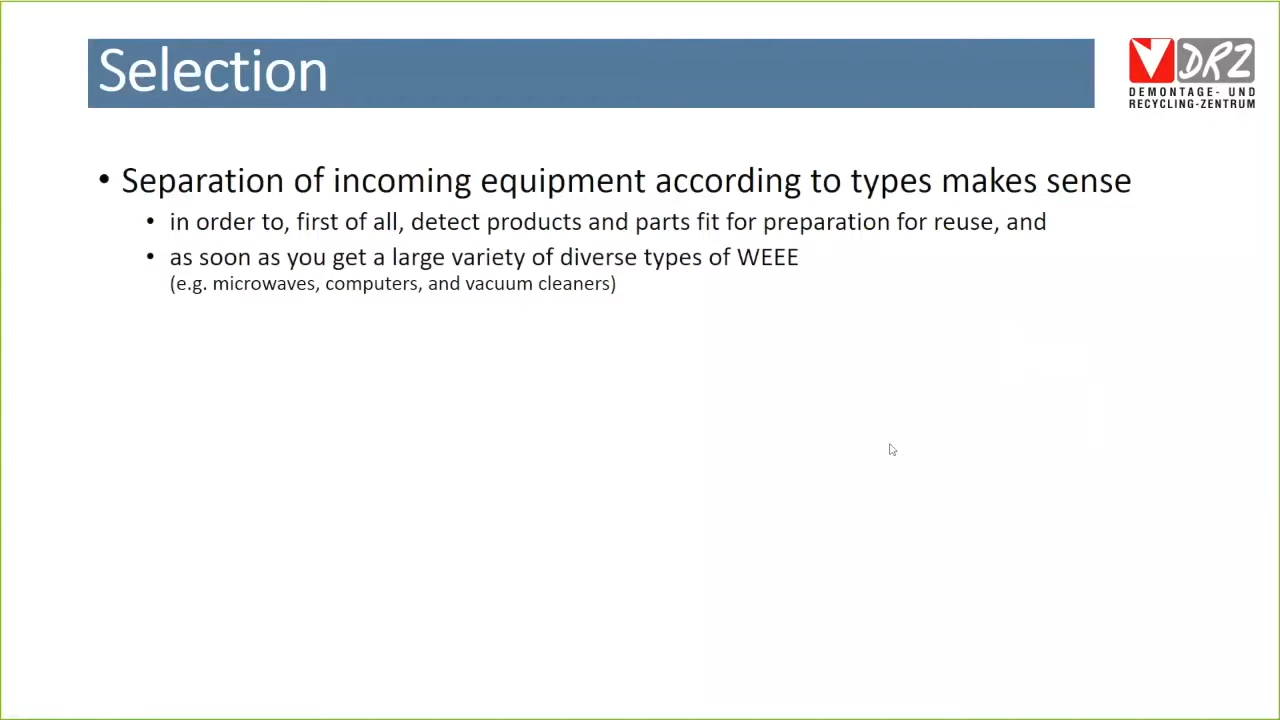 Selection
DRZ
DEMONTAGE- UND
RECYCLING-ZENTRUM
• Separation of incoming equipment according to types makes sense
• in order to, first of all, detect products and parts fit for preparation for reuse, and
• as soon as you get a large variety of diverse types of WEEE
(e.g. microwaves, computers, and vacuum cleaners)